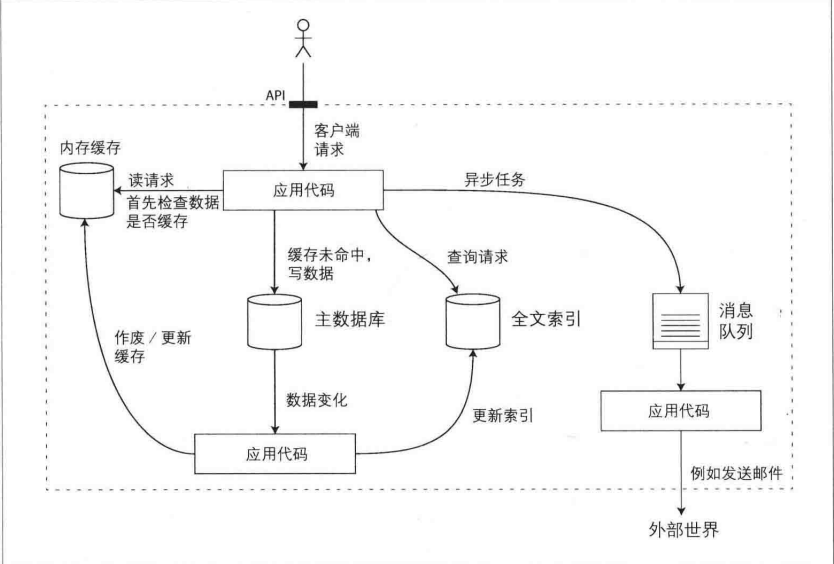 API
客户端
请求
内存缓存
读请求
首先检查数据
是否缓存
应用代码
异步任务
缓存未命中，
写数据
查询请求
主数据库
全文索引
消息
队列
作废／更新
缓存
数据变化
更新索引
应用代码
应用代码
例如发送邮件
外部世界